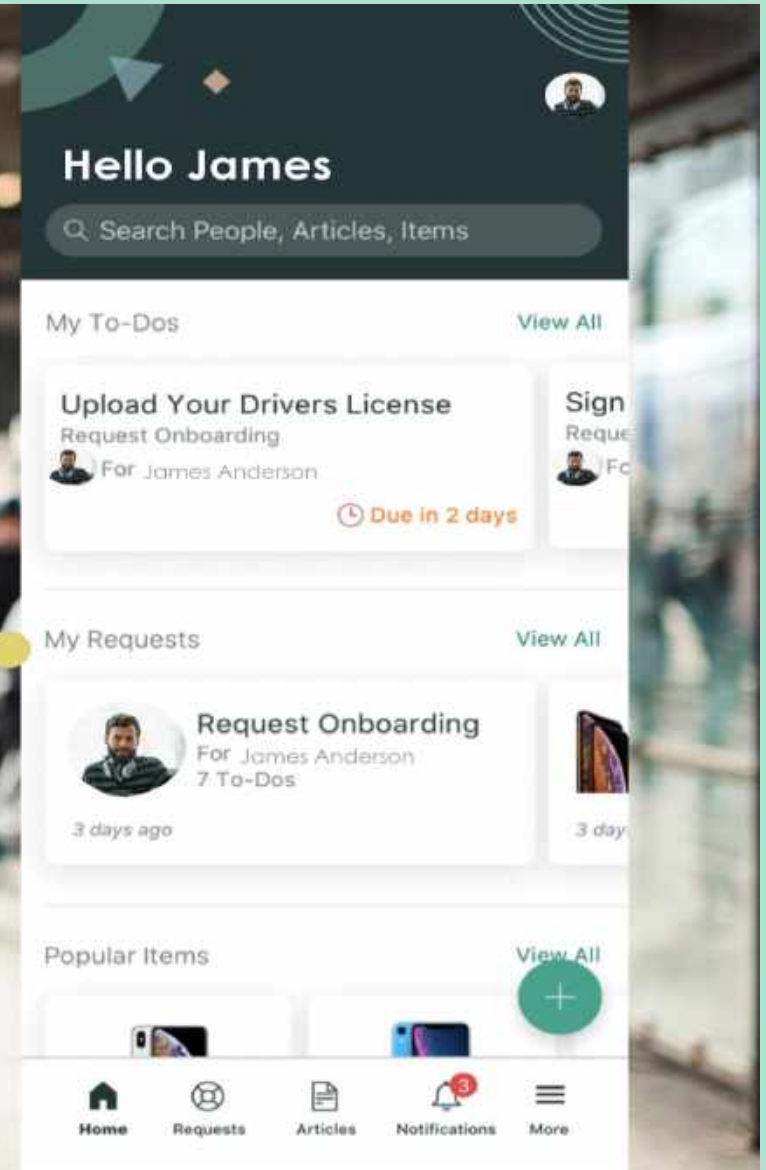 Hello James
Search People, Articles, Items
My To-Dos
View All
Upload Your Drivers License
Request Onboarding
For James Anderson
Due in 2 days
Sign
Reque
Fo
My Requests
View All
Request Onboarding
For James Anderson
7 To-Dos
3 days ago
3 day
Popular Items
View All
3
Home
Requests
Articles
Notifications
More